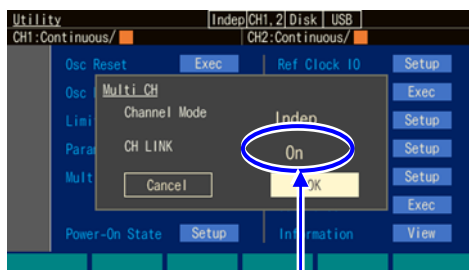 Utility Indep CH1,2 Disk USB
CH1:Continuous/ CH2:Continuous/
Osc Reset Exec Ref Clock IO Setup
Osc Exec
Multi CH
Channel Mode Indep
Limi Setup
Para CH LINK On Setup
Mult Cancel OK Setup
Exec
Power-On State Setup Information View